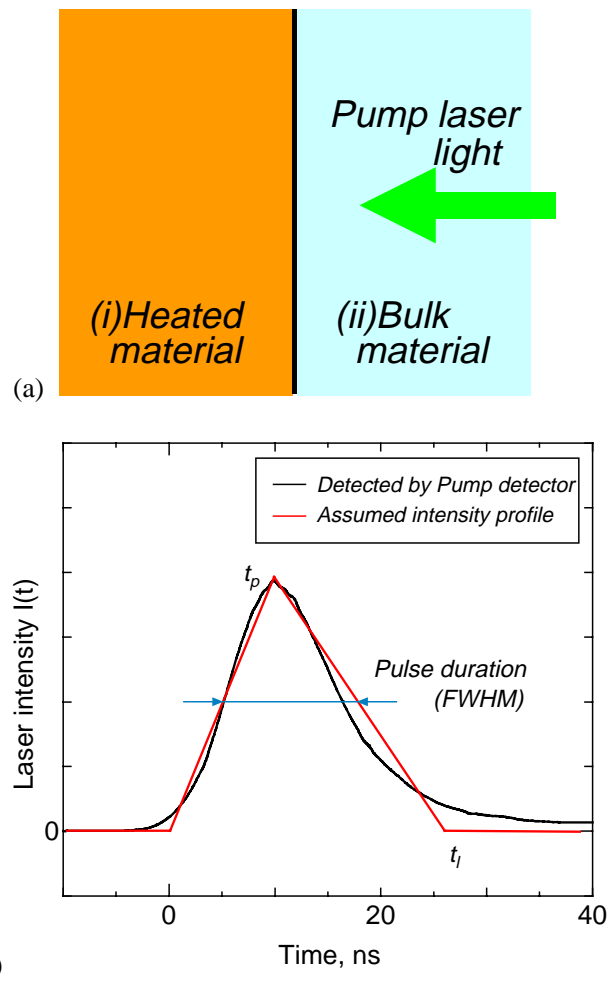 Pump laser
light
(i)Heated
material
(ii)Bulk
material
(a)
Detected by Pump detector
Assumed intensity profile
t_p
Pulse duration
(FWHM)
Laser intensity I(t)
0
t_l
0 20 40
Time, ns
)